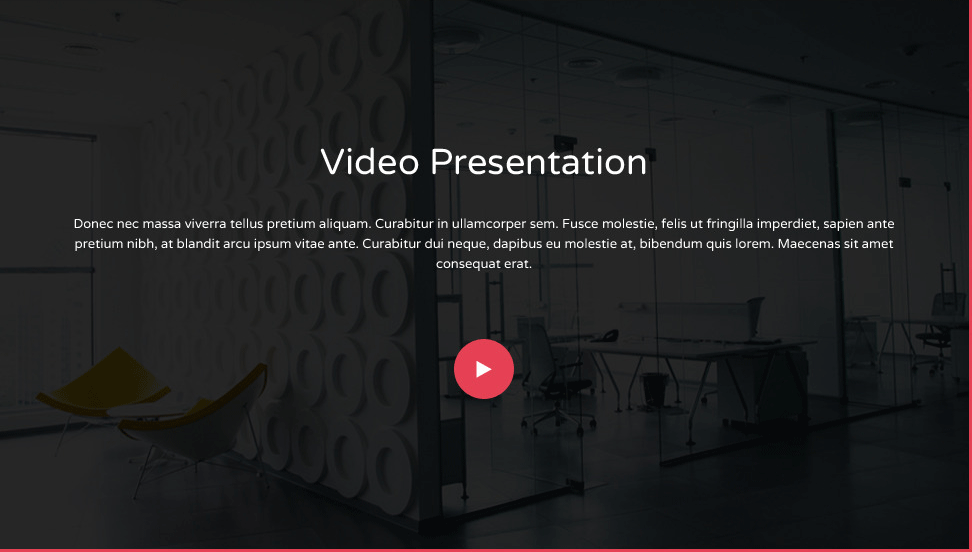 Video Presentation
Donec nec massa viverra tellus pretium aliquam. Curabitur in ullamcorper sem. Fusce molestie, felis ut fringilla imperdiet, sapien ante
pretium nibh, at blandit arcu ipsum vitae ante. Curabitur dui neque, dapibus eu molestie at, bibendum quis lorem. Maecenas sit amet
consequat erat.